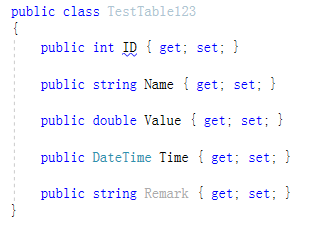 public class TestTable123
{
public int ID { get; set; }
public string Name { get; set; }
public double Value { get; set; }
public DateTime Time { get; set; }
public string Remark { get; set; }
}